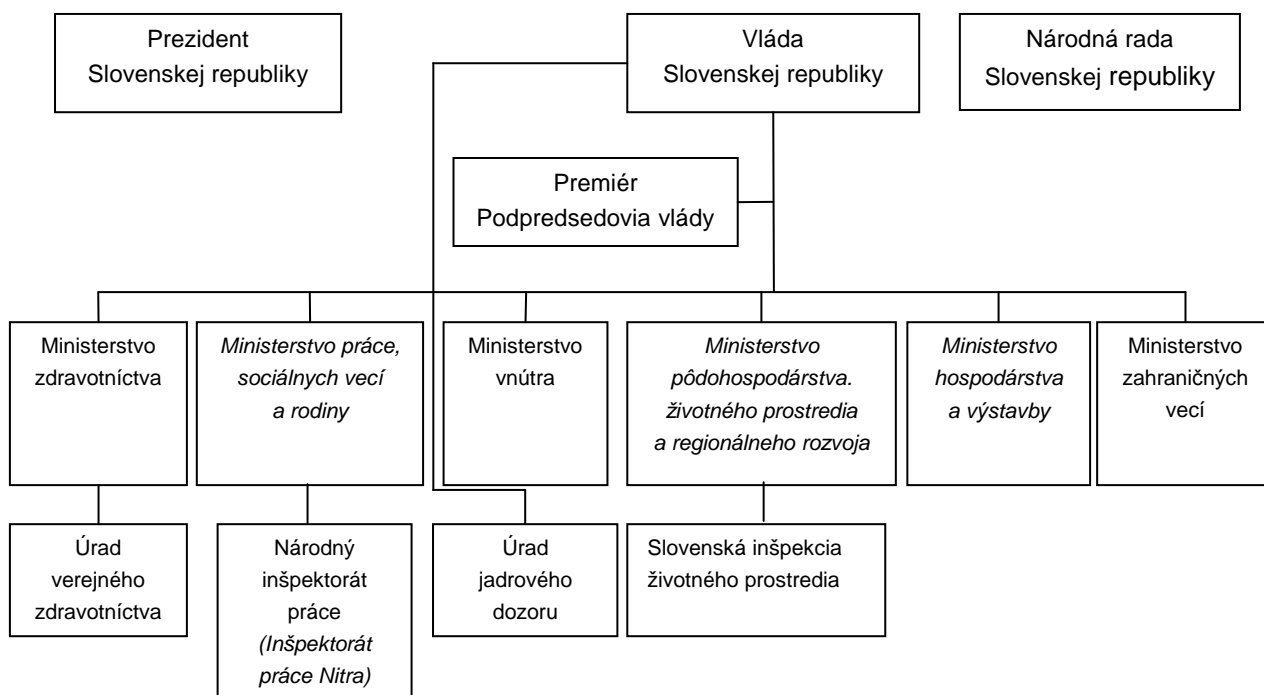 Prezident
Slovenskej republiky
Vláda
Slovenskej republiky
Národná rada
Slovenskej republiky
Premiér
Podpredsedovia vlády
Ministerstvo
zdravotníctva
Ministerstvo práce,
sociálnych vecí
a rodiny
Ministerstvo
vnútra
Ministerstvo
pôdohospodárstva.
životného prostredia
a regionálneho rozvoja
Ministerstvo
hospodárstva
a výstavby
Ministerstvo
zahraničných
vecí
Úrad
verejného
zdravotníctva
Národný
inšpektorát
práce
(Inšpektorát
práce Nitra)
Úrad
jadrového
dozoru
Slovenská inšpekcia
životného prostredia